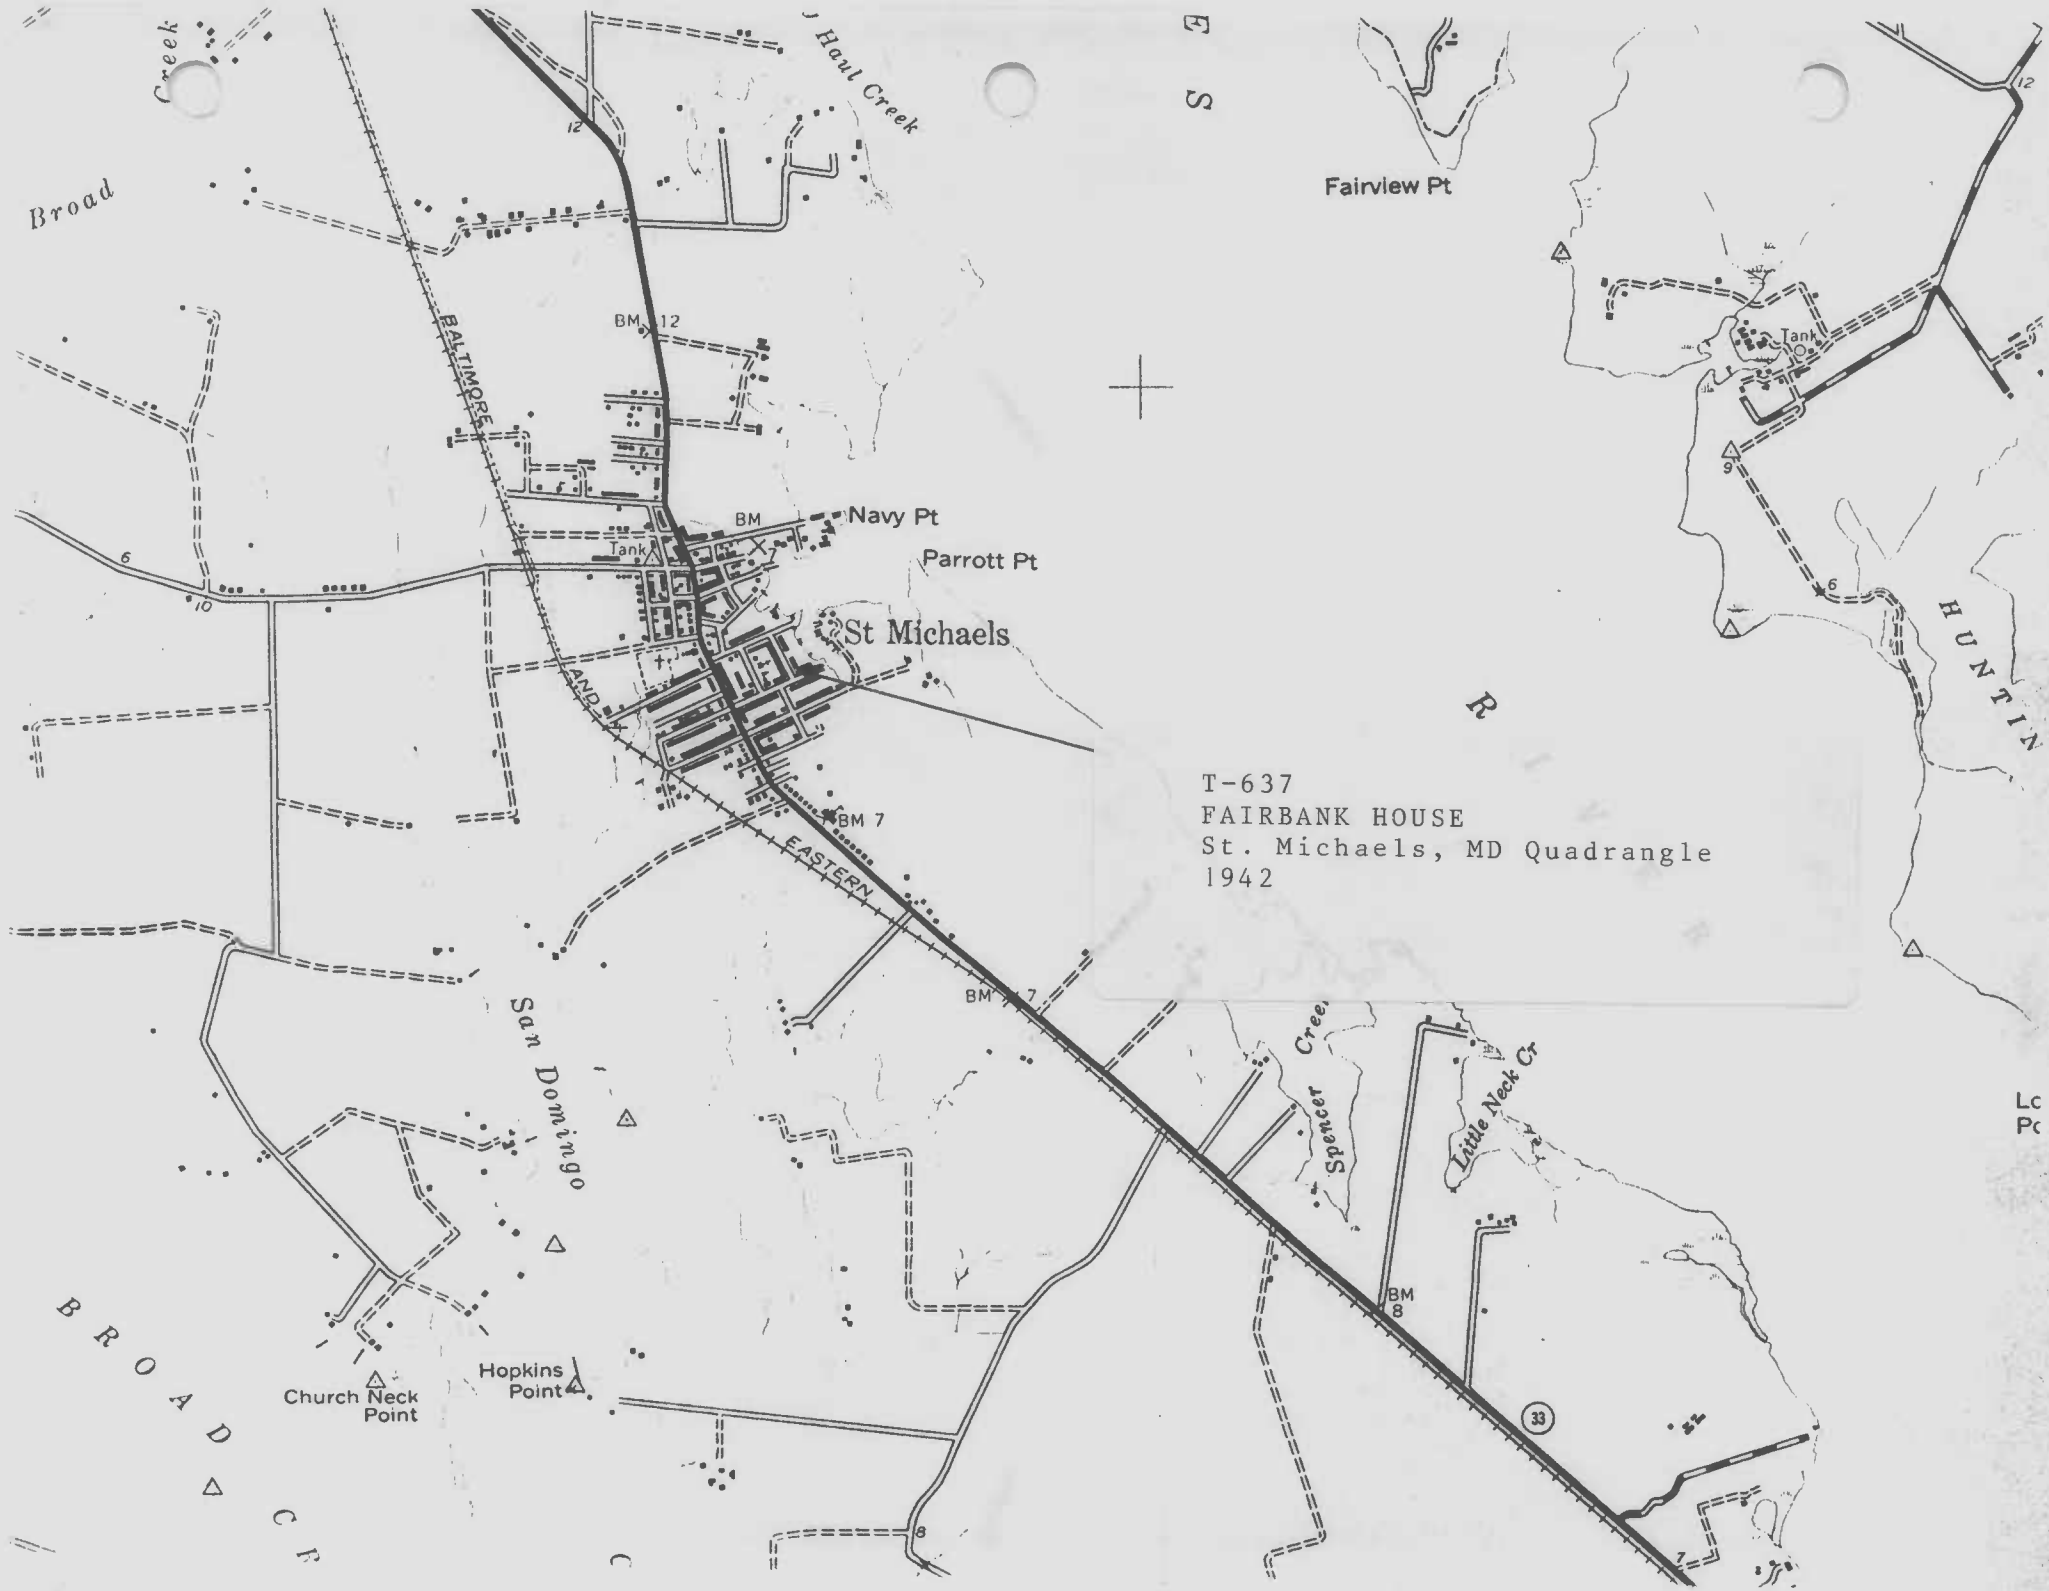 Creek
Haul Creek
E S
12
12
Broad
Fairview Pt
BM 12
BALTIMORE
Tank
9
Navy Pt
BM
7
Tank
Parrott Pt
6
10
6
St Michaels
HUNTIN
AND
R
T-637
FAIRBANK HOUSE
St. Michaels, MD Quadrangle
1942
BM 7
EASTERN
BM 7
San Domingo
Spencer
Little Neck Cr
BM
8
BROAD
Church Neck
Point
Hopkins
Point
33
8
7
C